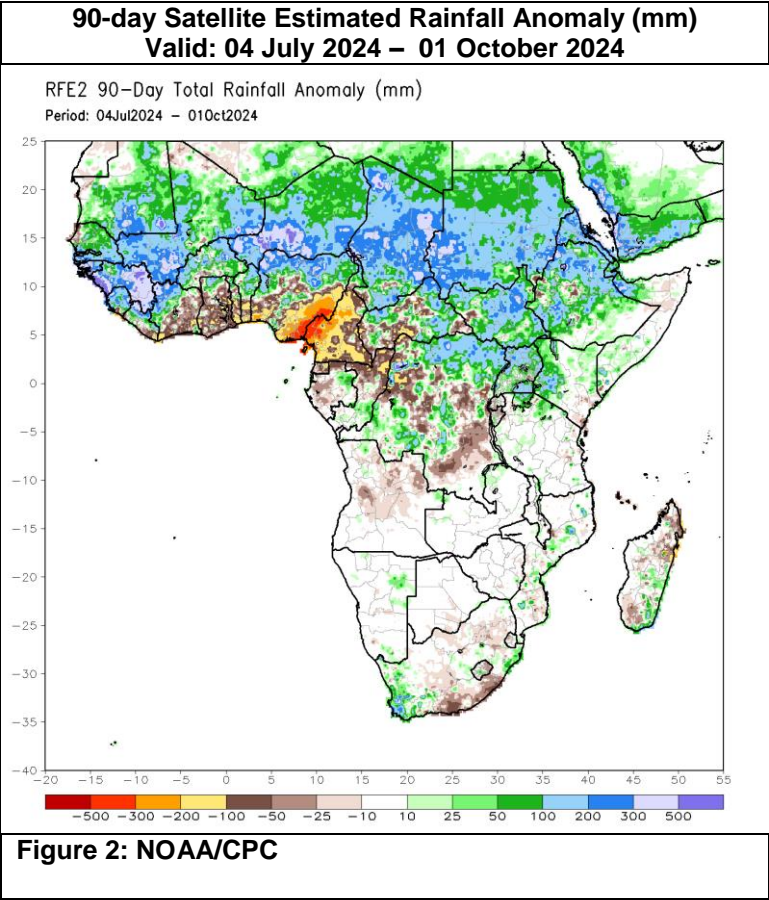 90-day Satellite Estimated Rainfall Anomaly (mm)
Valid: 04 July 2024 – 01 October 2024
RFE2 90-Day Total Rainfall Anomaly (mm)
Period: 04Jul2024 - 01Oct2024
25
20
15
10
5
0
-5
-10
-15
-20
-25
-30
-35
-40
-20 -15 -10 -5 0 5 10 15 20 25 30 35 40 45 50 55
-500 -300 -200 -100 -50 -25 -10 10 25 50 100 200 300 500
Figure 2: NOAA/CPC